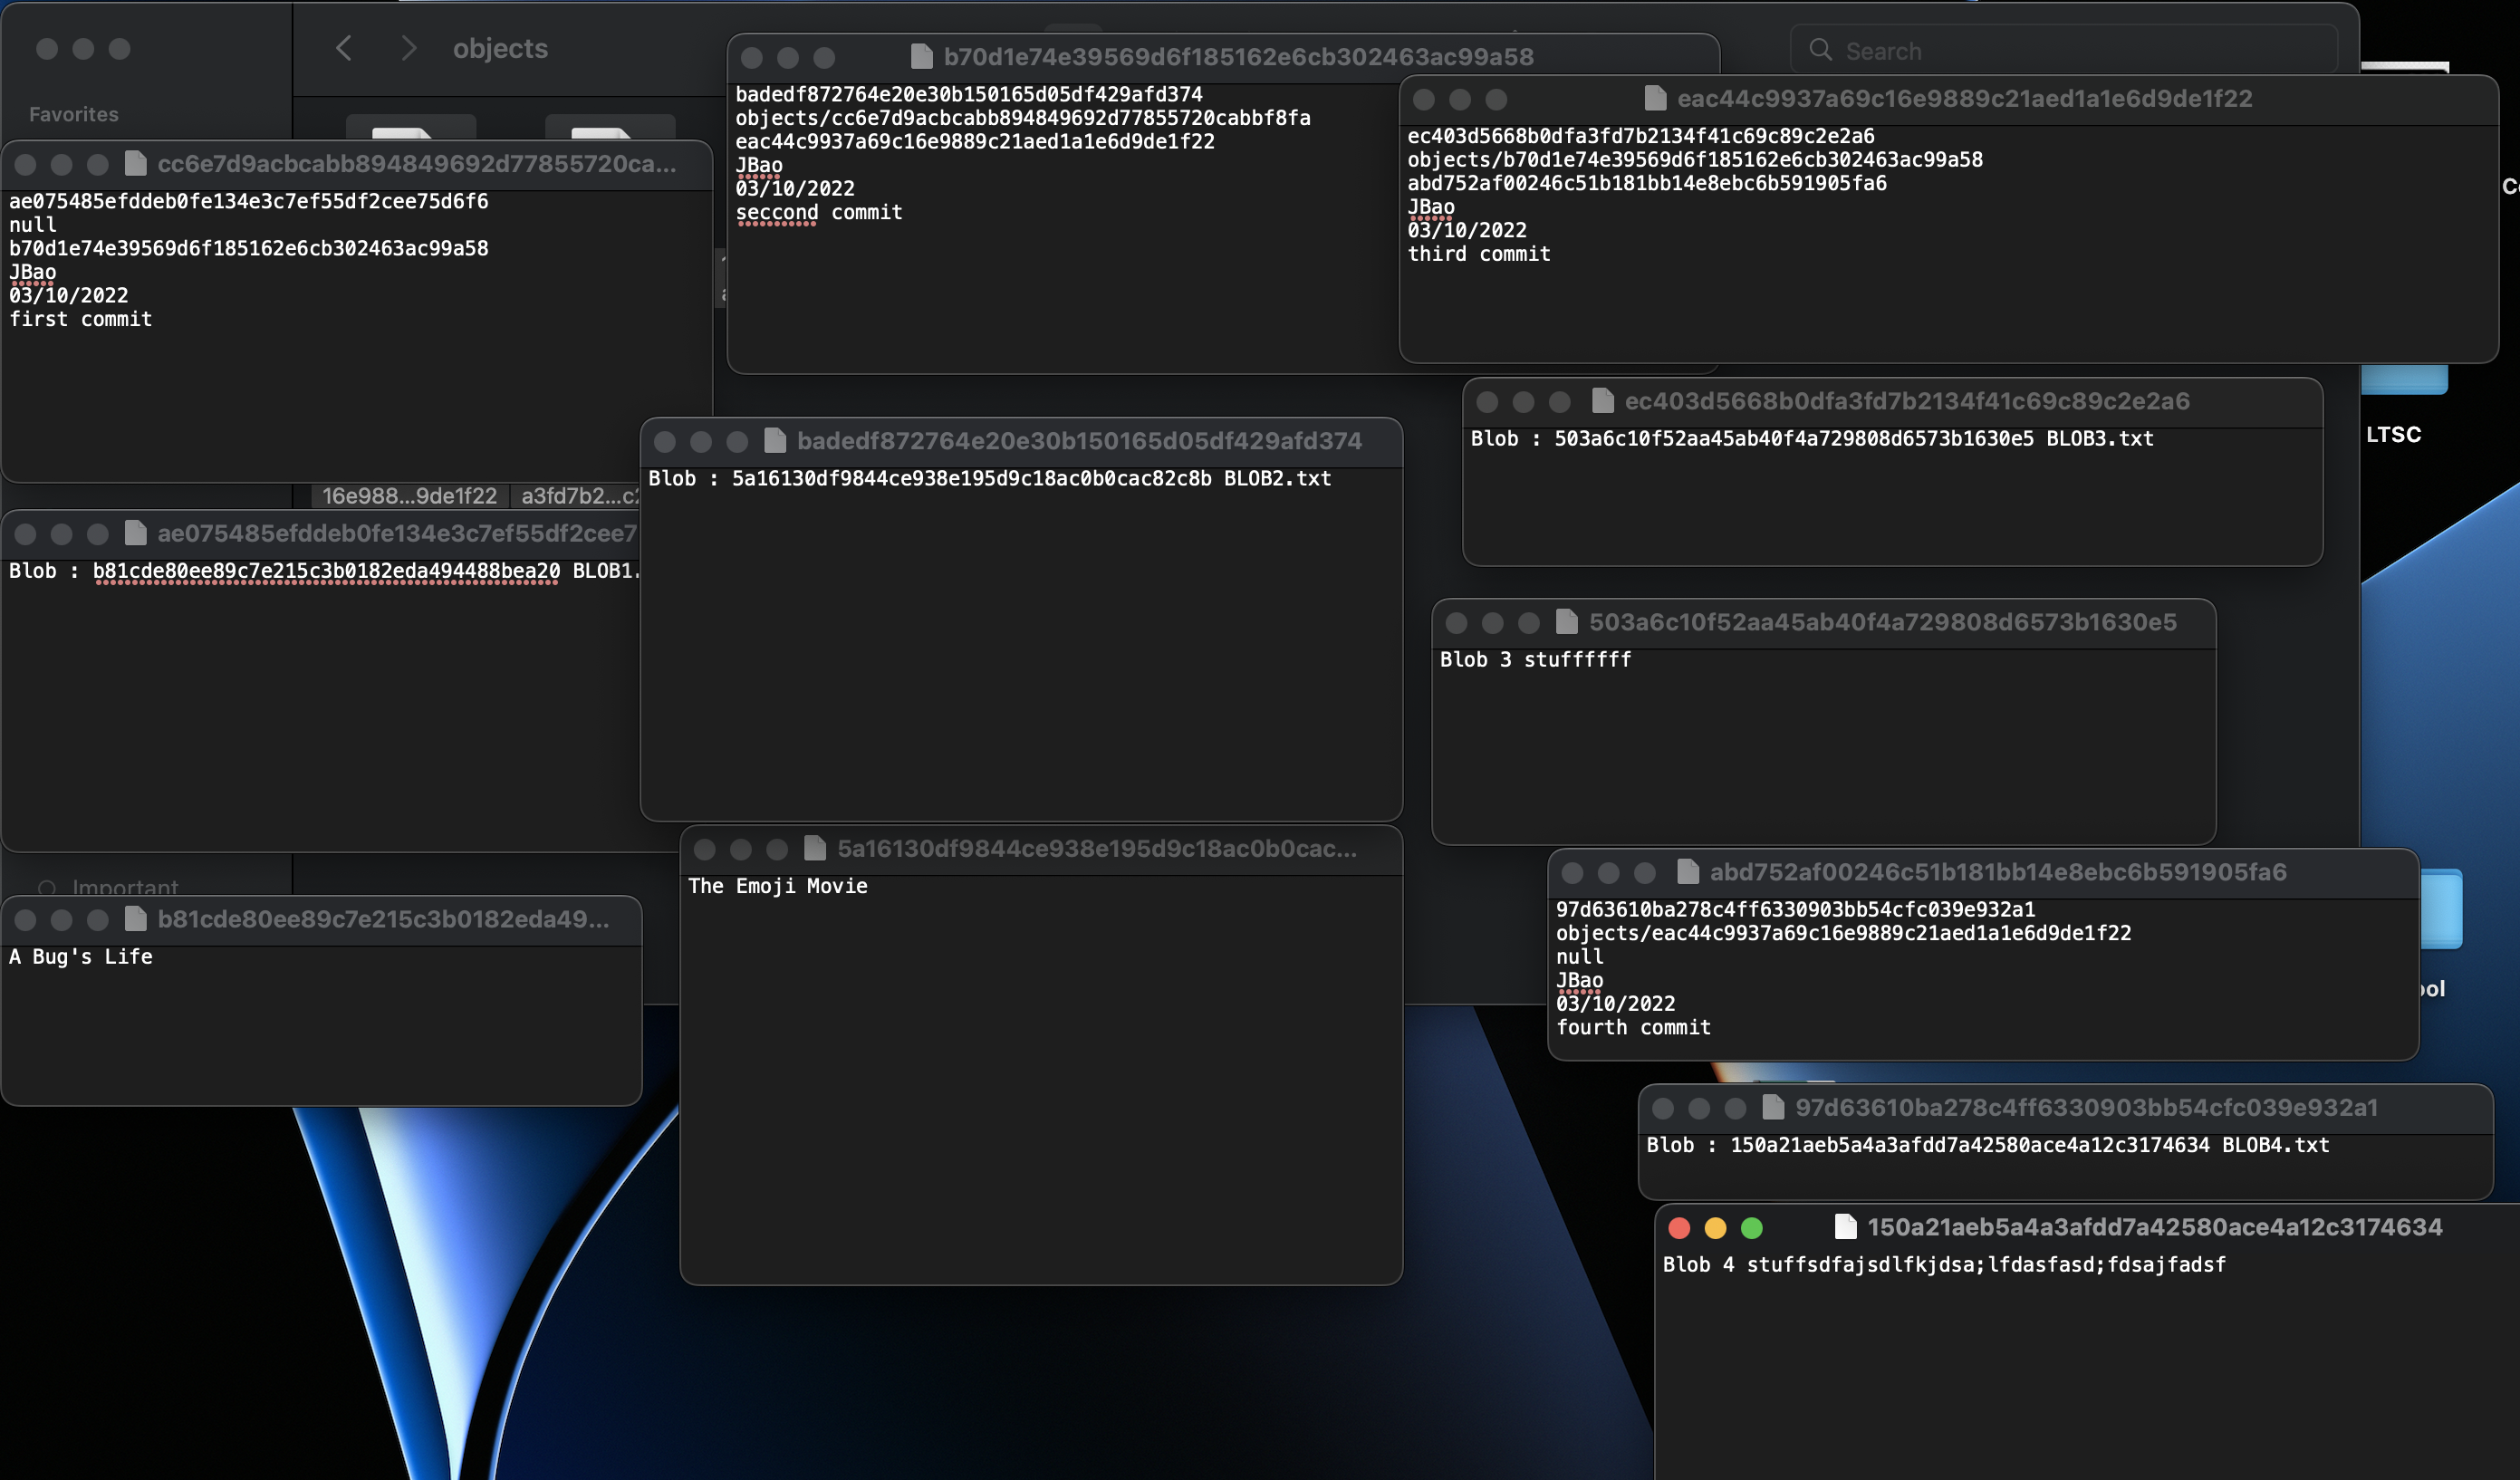 objects
Search
Favorites
b70d1e74e39569d6f185162e6cb302463ac99a58
badedf872764e20e30b150165d05df429afd374
objects/cc6e7d9acbcabb894849692d77855720cabbf8fa
eac44c9937a69c16e9889c21aed1a1e6d9de1f22
JBao
03/10/2022
seccond commit
eac44c9937a69c16e9889c21aed1a1e6d9de1f22
ec403d5668b0dfa3fd7b2134f41c69c89c2e2a6
objects/b70d1e74e39569d6f185162e6cb302463ac99a58
abd752af00246c51b181bb14e8ebc6b591905fa6
JBao
03/10/2022
third commit
cc6e7d9acbcabb894849692d77855720ca...
ae075485efddeb0fe134e3c7ef55df2cee75d6f6
null
b70d1e74e39569d6f185162e6cb302463ac99a58
JBao
03/10/2022
first commit
ec403d5668b0dfa3fd7b2134f41c69c89c2e2a6
Blob : 503a6c10f52aa45ab40f4a729808d6573b1630e5 BLOB3.txt
LTSC
badedf872764e20e30b150165d05df429afd374
Blob : 5a16130df9844ce938e195d9c18ac0b0cac82c8b BLOB2.txt
16e988...9de1f22
a3fd7b2...c2
ae075485efddeb0fe134e3c7ef55df2cee7
Blob : b81cde80ee89c7e215c3b0182eda494488bea20 BLOB1.
503a6c10f52aa45ab40f4a729808d6573b1630e5
Blob 3 stuffffff
5a16130df9844ce938e195d9c18ac0b0cac...
The Emoji Movie
Important
b81cde80ee89c7e215c3b0182eda49...
A Bug's Life
abd752af00246c51b181bb14e8ebc6b591905fa6
97d63610ba278c4ff6330903bb54cfc039e932a1
objects/eac44c9937a69c16e9889c21aed1a1e6d9de1f22
null
JBao
03/10/2022
fourth commit
ool
97d63610ba278c4ff6330903bb54cfc039e932a1
Blob : 150a21aeb5a4a3afdd7a42580ace4a12c3174634 BLOB4.txt
150a21aeb5a4a3afdd7a42580ace4a12c3174634
Blob 4 stuffsdfajsdlfkjdsa;lfdasfasd;fdsajfadsf